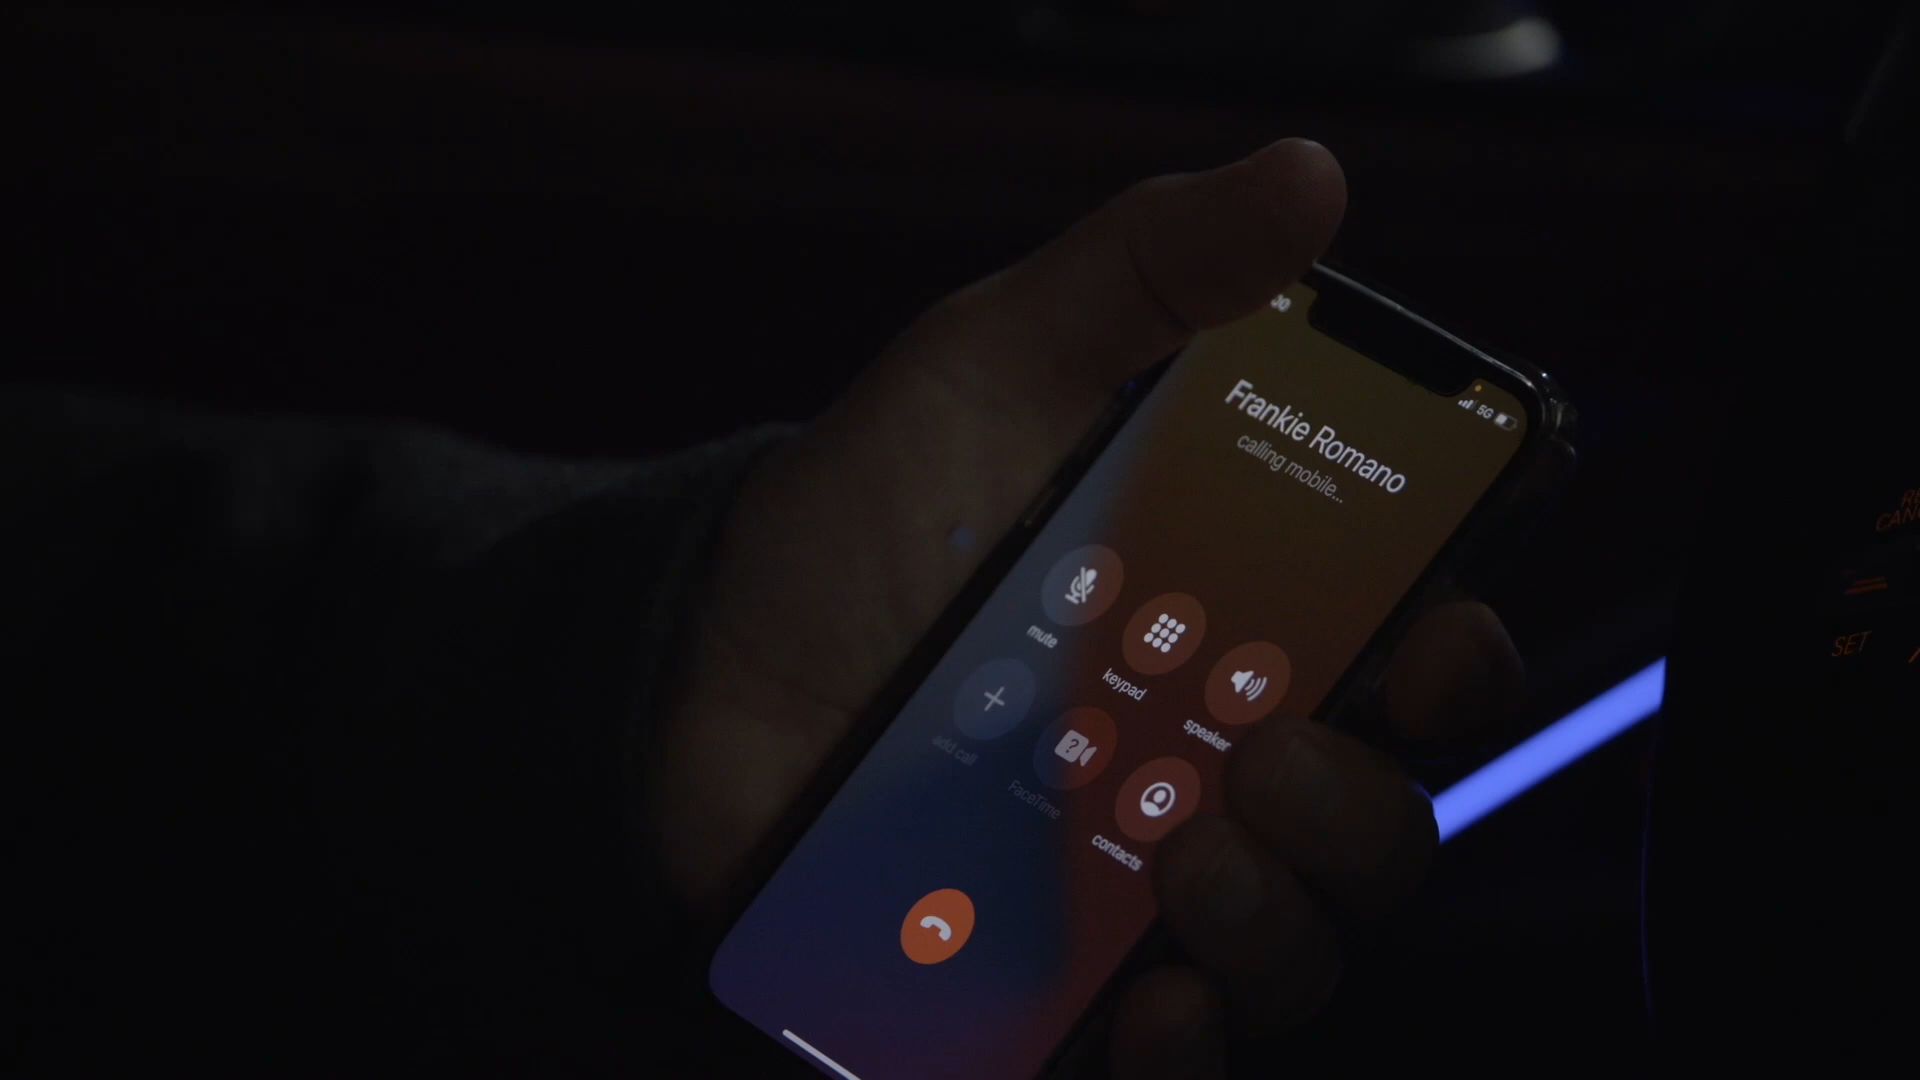 5G
Frankie Romano
calling mobile...
mute
keypad
speaker
add call
FaceTime
contacts
SET